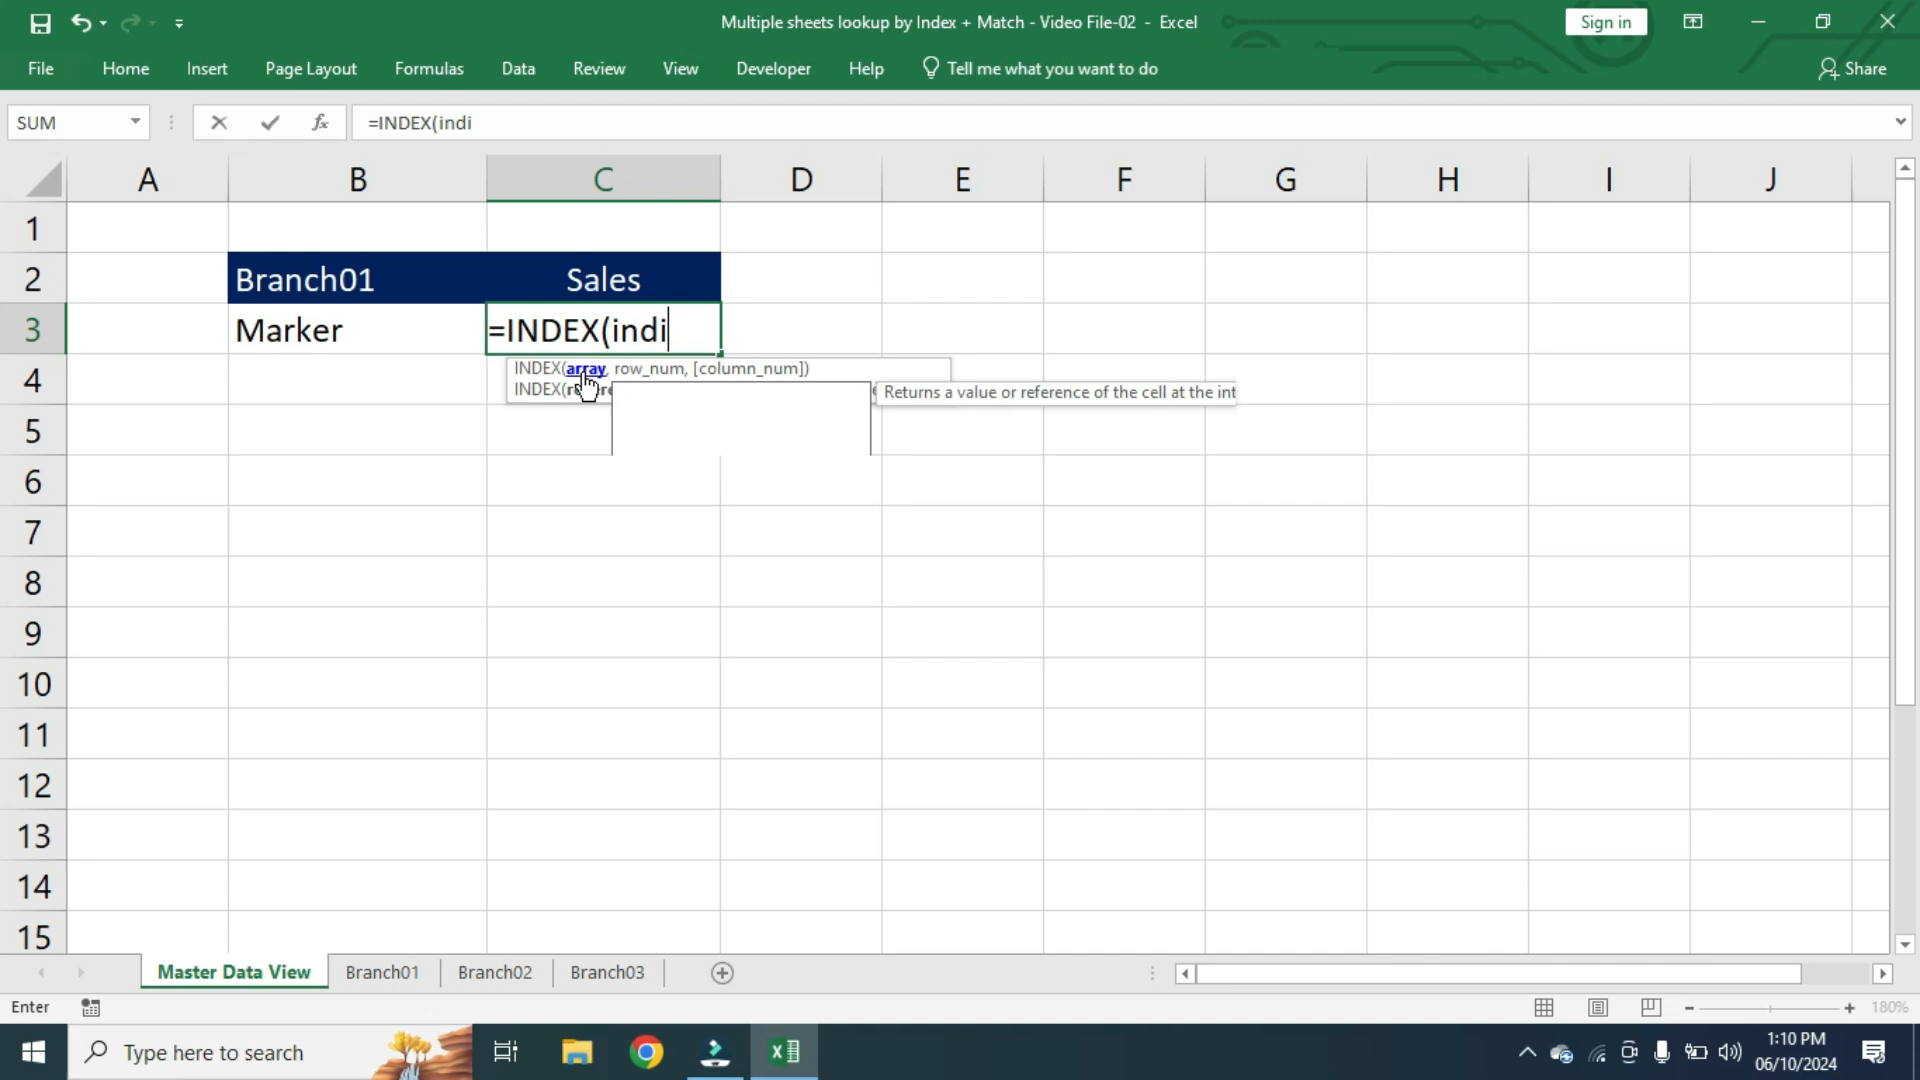 Multiple sheets lookup by Index + Match - Video File-02 - Excel
Sign in
File Home Insert Page Layout Formulas Data Review View Developer Help Tell me what you want to do Share
SUM =INDEX(indi
A B C D E F G H I J
1
2 Branch01 Sales
3 Marker =INDEX(indi
INDEX(array, row_num, [column_num])
4 INDEX( Returns a value or reference of the cell at the int
5
6
7
8
9
10
11
12
13
14
15
Master Data View Branch01 Branch02 Branch03
Enter 180%
Type here to search
1:10 PM
06/10/2024